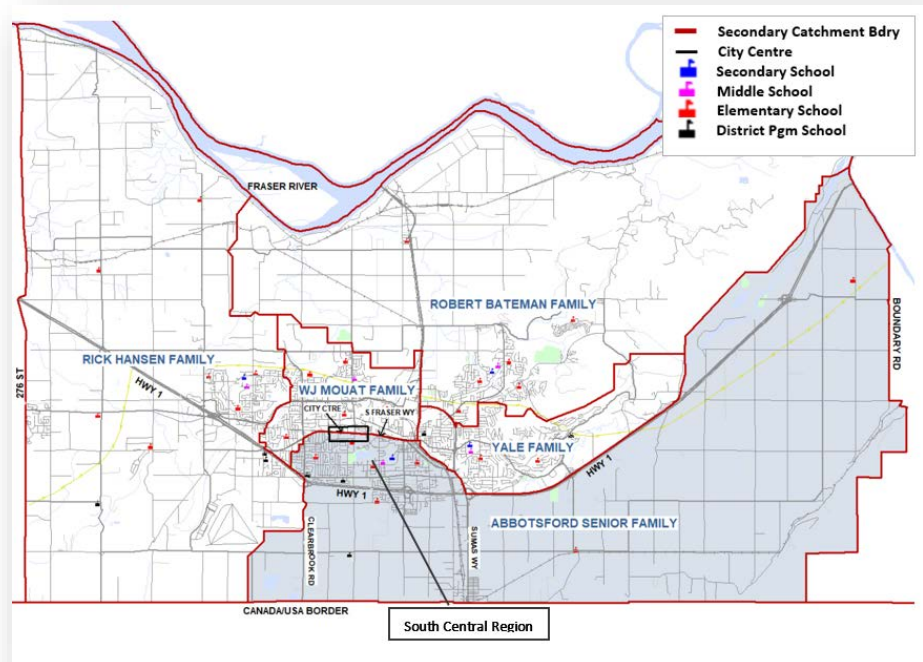 Secondary Catchment Bdry
City Centre
Secondary School
Middle School
Elementary School
District Pgm School
FRASER RIVER
ROBERT BATEMAN FAMILY
BOUNDARY RD
276 ST
RICK HANSEN FAMILY
HWY 1
WJ MOUAT FAMILY
CITY CTRE
S FRASER WY
YALE FAMILY
HWY 1
HWY 1
ABBOTSFORD SENIOR FAMILY
CLEARBROOK RD
SUMAS WY
CANADA/USA BORDER
South Central Region